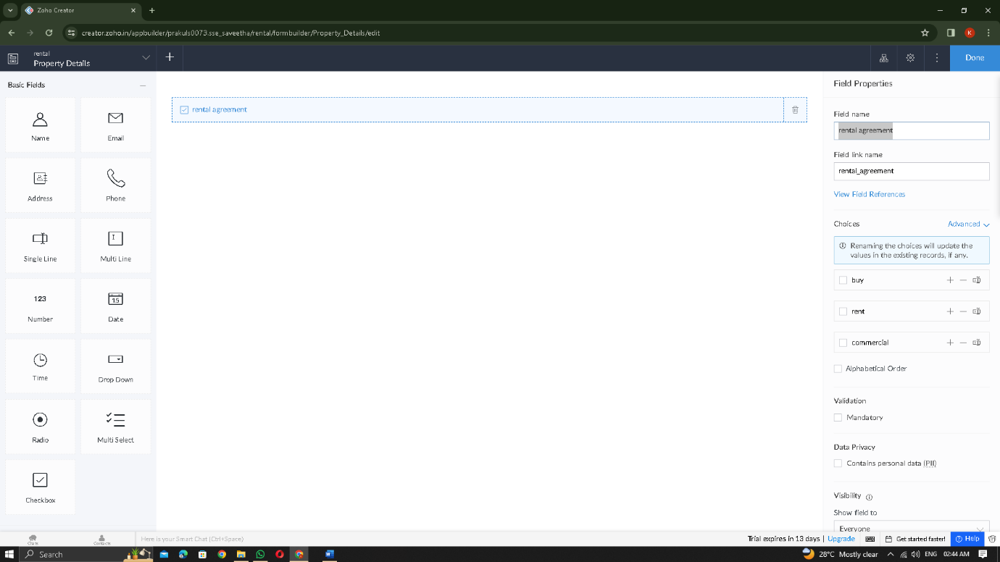 Zoho Creator
creator.zoho.in/appbuilder/prakuls0073.sse_saveetha/rental/formbuilder/Property_Details/edit
K
rental
Property Details
Done
Basic Fields
Name
Email
Address
Phone
Single Line
Multi Line
123
Number
15
Date
Time
Drop Down
Radio
Multi Select
Checkbox
rental agreement
Field Properties
Field name
rental agreement
Field link name
rental_agreement
View Field References
Choices
Advanced
Renaming the choices will update the
values in the existing records, if any.
buy
rent
commercial
Alphabetical Order
Validation
Mandatory
Data Privacy
Contains personal data (PII)
Visibility
Show field to
Everyone
Chats
Contacts
Here is your Smart Chat (Ctrl+Space)
Trial expires in 13 days | Upgrade
Get started faster!
Help
Search
28°C Mostly clear
ENG
02:44 AM